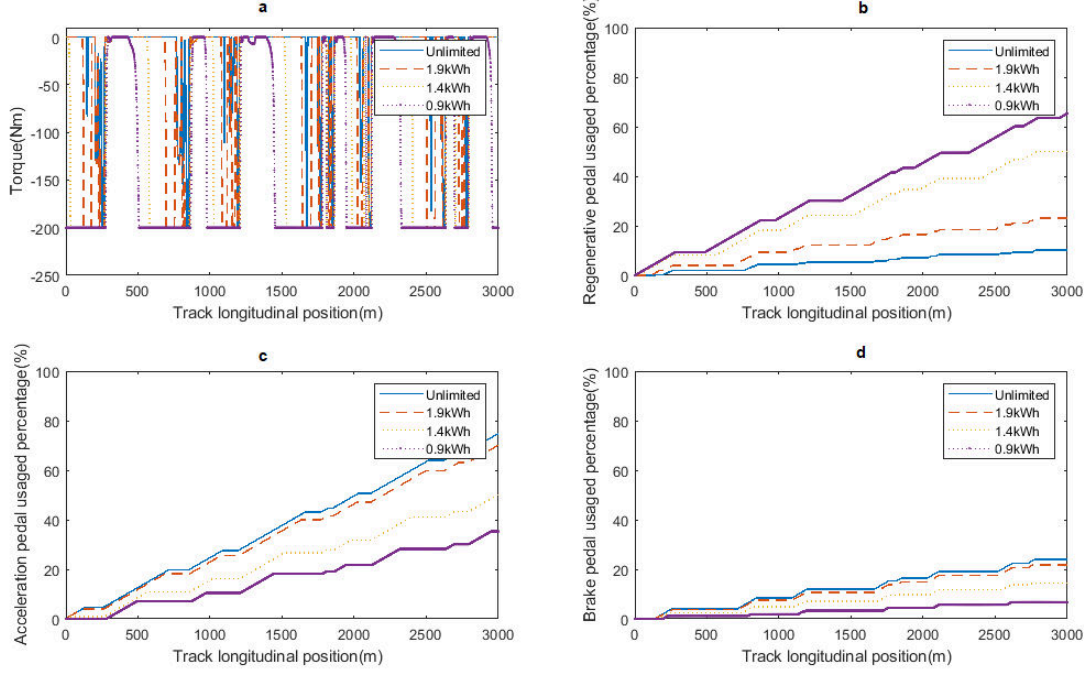 a
0
-50
-100
-150
-200
-250
Torque(Nm)
0 500 1000 1500 2000 2500 3000
Track longitudinal position(m)
Unlimited
1.9kWh
1.4kWh
0.9kWh
b
100
80
60
40
20
0
Regenerative pedal usaged percentage(%)
0 500 1000 1500 2000 2500 3000
Track longitudinal position(m)
Unlimited
1.9kWh
1.4kWh
0.9kWh
c
100
80
60
40
20
0
Acceleration pedal usaged percentage(%)
0 500 1000 1500 2000 2500 3000
Track longitudinal position(m)
Unlimited
1.9kWh
1.4kWh
0.9kWh
d
100
80
60
40
20
0
Brake pedal usaged percentage(%)
0 500 1000 1500 2000 2500 3000
Track longitudinal position(m)
Unlimited
1.9kWh
1.4kWh
0.9kWh